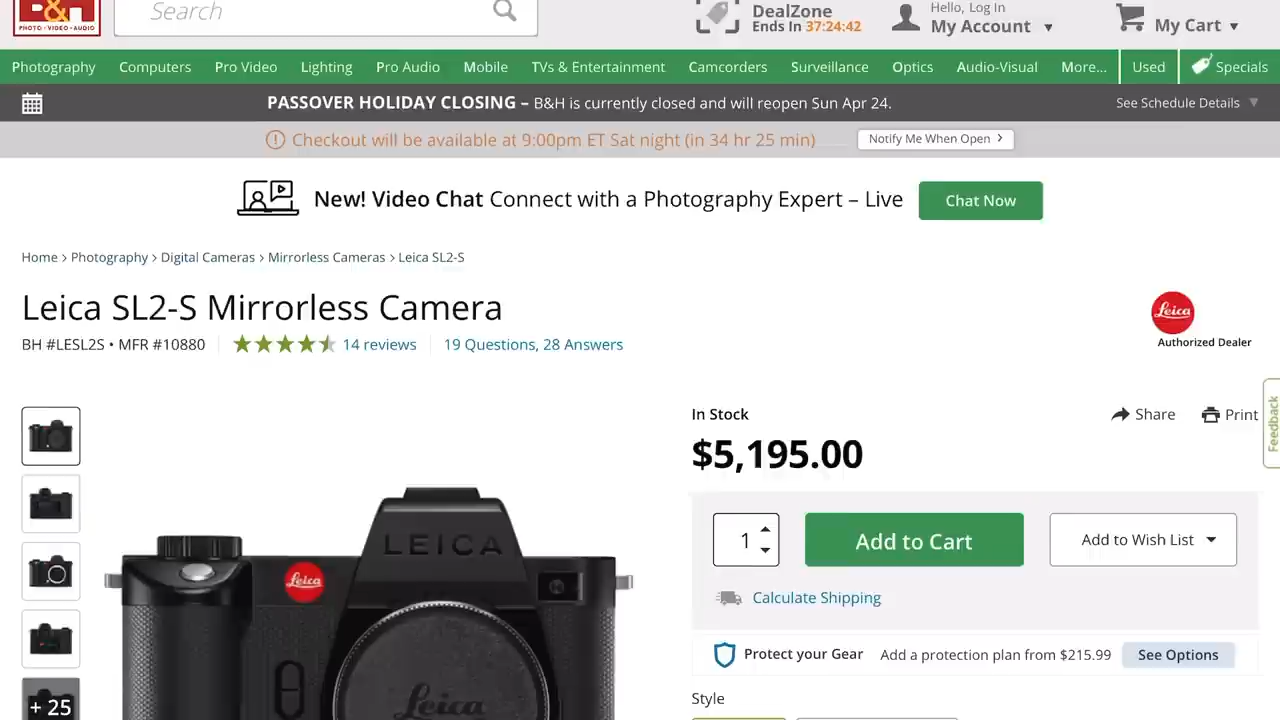 B&H
PHOTO • VIDEO • AUDIO
Search
DealZone
Ends In 37:24:42
Hello, Log In
My Account
My Cart
Photography Computers Pro Video Lighting Pro Audio Mobile TVs & Entertainment Camcorders Surveillance Optics Audio-Visual More... Used Specials
PASSOVER HOLIDAY CLOSING – B&H is currently closed and will reopen Sun Apr 24.
See Schedule Details
Checkout will be available at 9:00pm ET Sat night (in 34 hr 25 min)
Notify Me When Open
New! Video Chat Connect with a Photography Expert – Live
Chat Now
Home > Photography > Digital Cameras > Mirrorless Cameras > Leica SL2-S
Leica SL2-S Mirrorless Camera
BH #LESL2S • MFR #10880
14 reviews
19 Questions, 28 Answers
Leica
Authorized Dealer
In Stock
Share
Print
Feedback
$5,195.00
1
Add to Cart
Add to Wish List
Calculate Shipping
Protect your Gear Add a protection plan from $215.99
See Options
Style
LEICA
Leica
Leica
+ 25